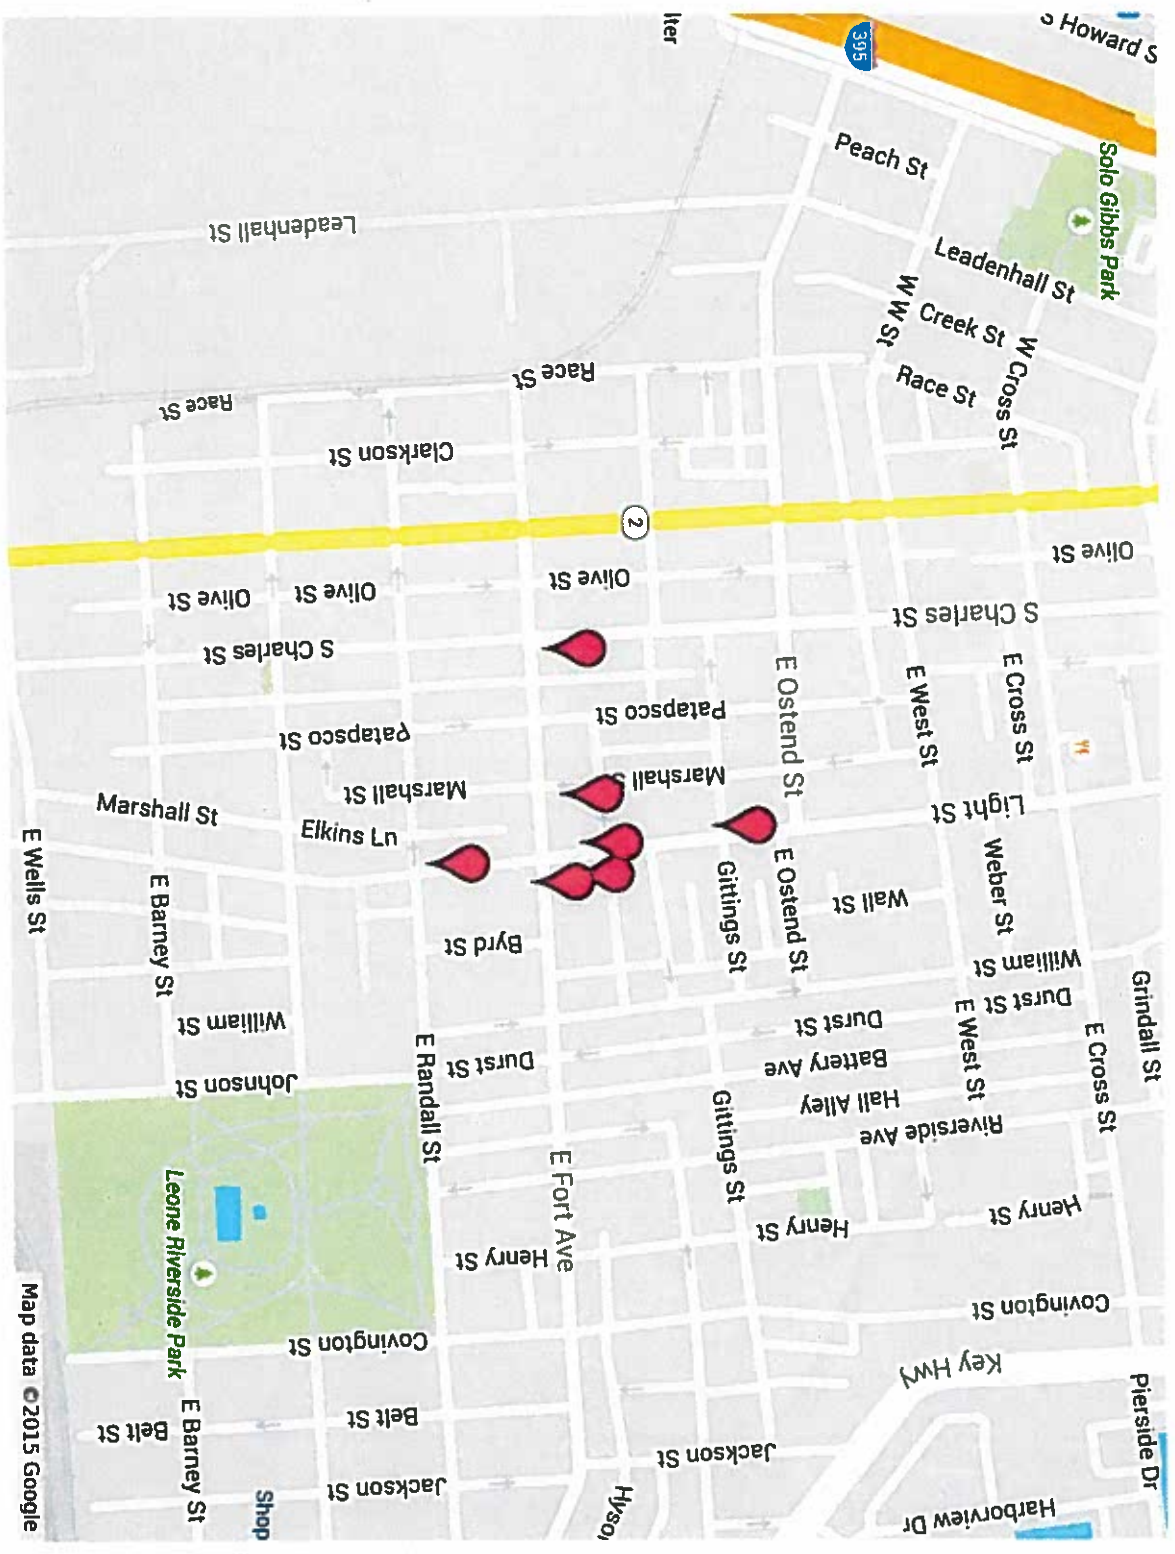 S Howard S
395
lter
Peach St
Solo Gibbs Park
Leadenhall St
Leadenhall St
W West St
Creek St
W Cross St
Race St
Race St
Race St
Clarkson St
2
Olive St
Olive St
Olive St
Olive St
S Charles St
S Charles St
E Ostend St
E West St
E Cross St
Patapsco St
Patapsco St
Marshall S
Marshall St
Marshall St
Light St
Elkins Ln
E Wells St
E Barney St
Gittings St
E Ostend St
Wall St
Weber St
Byrd St
William St
William St
Grindall St
Durst St
Durst St
Durst St
E West St
E Cross St
E Randall St
Battery Ave
Johnson St
Hall Alley
Gittings St
Riverside Ave
E Fort Ave
Leone Riverside Park
Henry St
Henry St
Henry St
Covington St
Covington St
Key Hwy
Pierside Dr
Belt St
Belt St
E Barney St
Jackson St
Jackson St
Shop
Hyso
Harborview Dr
Map data ©2015 Google